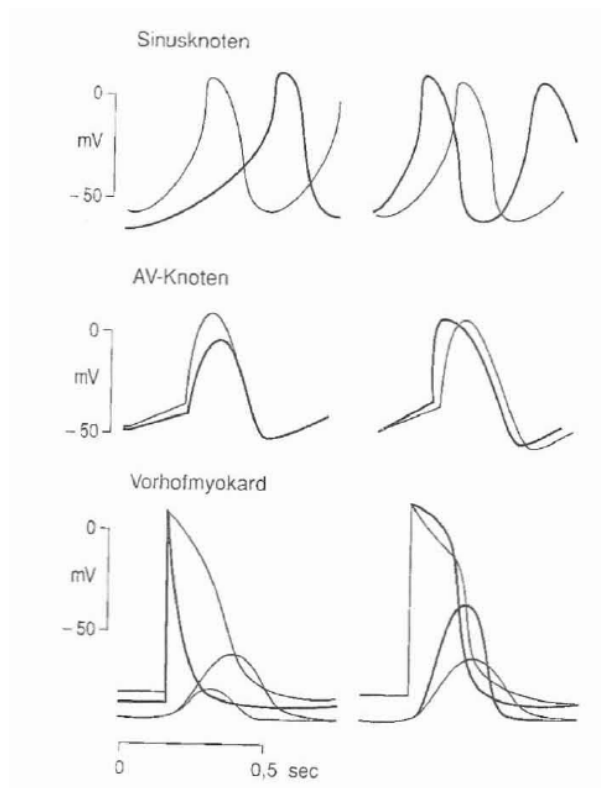 Sinusknoten
0
mV
– 50
AV-Knoten
0
mV
– 50
Vorhofmyokard
0
mV
– 50
0 0,5 sec